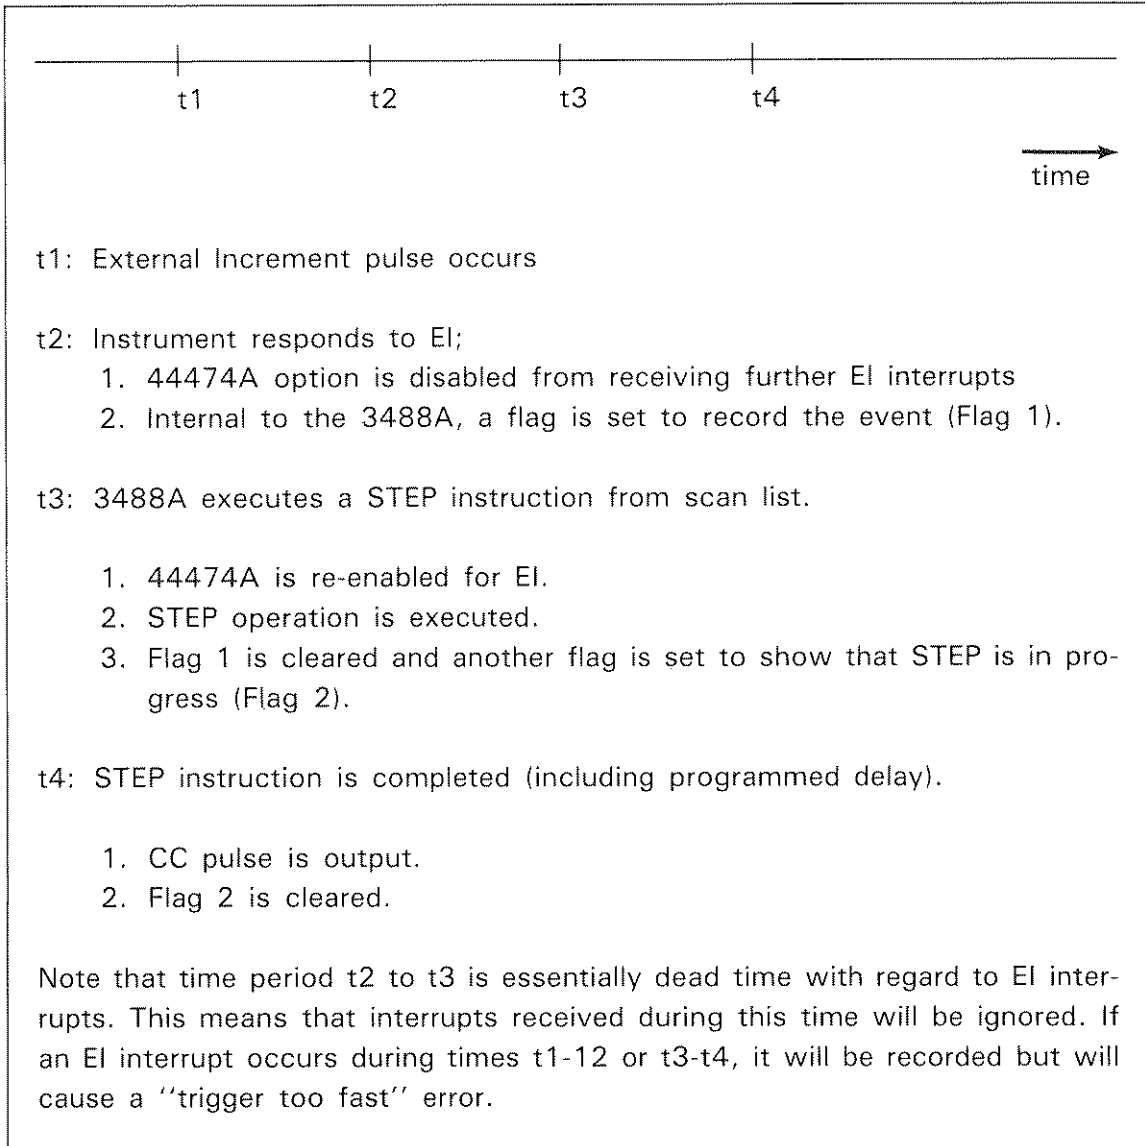 t1 t2 t3 t4
time
t1: External Increment pulse occurs
t2: Instrument responds to EI;
1. 44474A option is disabled from receiving further EI interrupts
2. Internal to the 3488A, a flag is set to record the event (Flag 1).
t3: 3488A executes a STEP instruction from scan list.
1. 44474A is re-enabled for EI.
2. STEP operation is executed.
3. Flag 1 is cleared and another flag is set to show that STEP is in pro-
gress (Flag 2).
t4: STEP instruction is completed (including programmed delay).
1. CC pulse is output.
2. Flag 2 is cleared.
Note that time period t2 to t3 is essentially dead time with regard to EI inter-
rupts. This means that interrupts received during this time will be ignored. If
an EI interrupt occurs during times t1-12 or t3-t4, it will be recorded but will
cause a ''trigger too fast'' error.